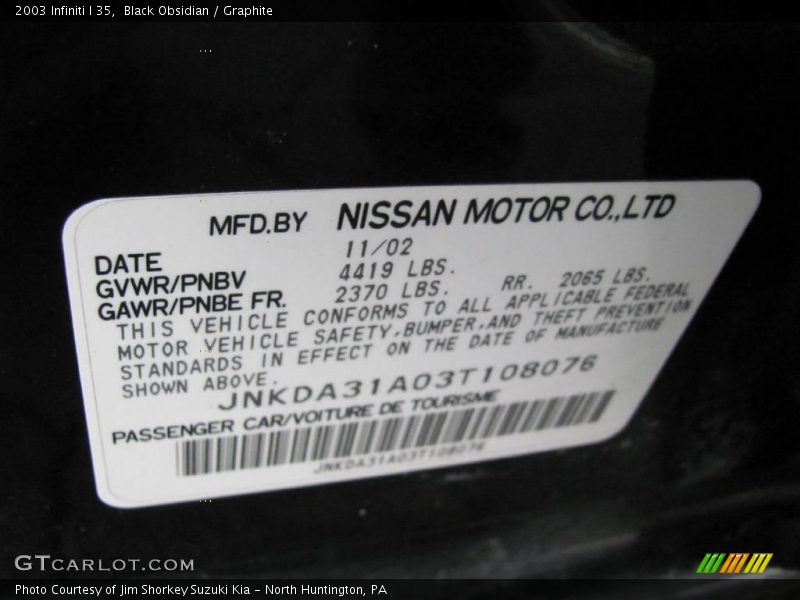 2003 Infiniti I 35,  Black Obsidian / Graphite
MFD.BY NISSAN MOTOR CO.,LTD
DATE 11/02
GVWR/PNBV 4419 LBS.
GAWR/PNBE FR. 2370 LBS. RR. 2065 LBS.
THIS VEHICLE CONFORMS TO ALL APPLICABLE FEDERAL
MOTOR VEHICLE SAFETY,BUMPER,AND THEFT PREVENTION
STANDARDS IN EFFECT ON THE DATE OF MANUFACTURE
SHOWN ABOVE.
JNKDA31A03T108076
PASSENGER CAR/VOITURE DE TOURISME
JNKDA31A03T108076
GTCARLOT.COM
Photo Courtesy of Jim Shorkey Suzuki Kia – North Huntington, PA